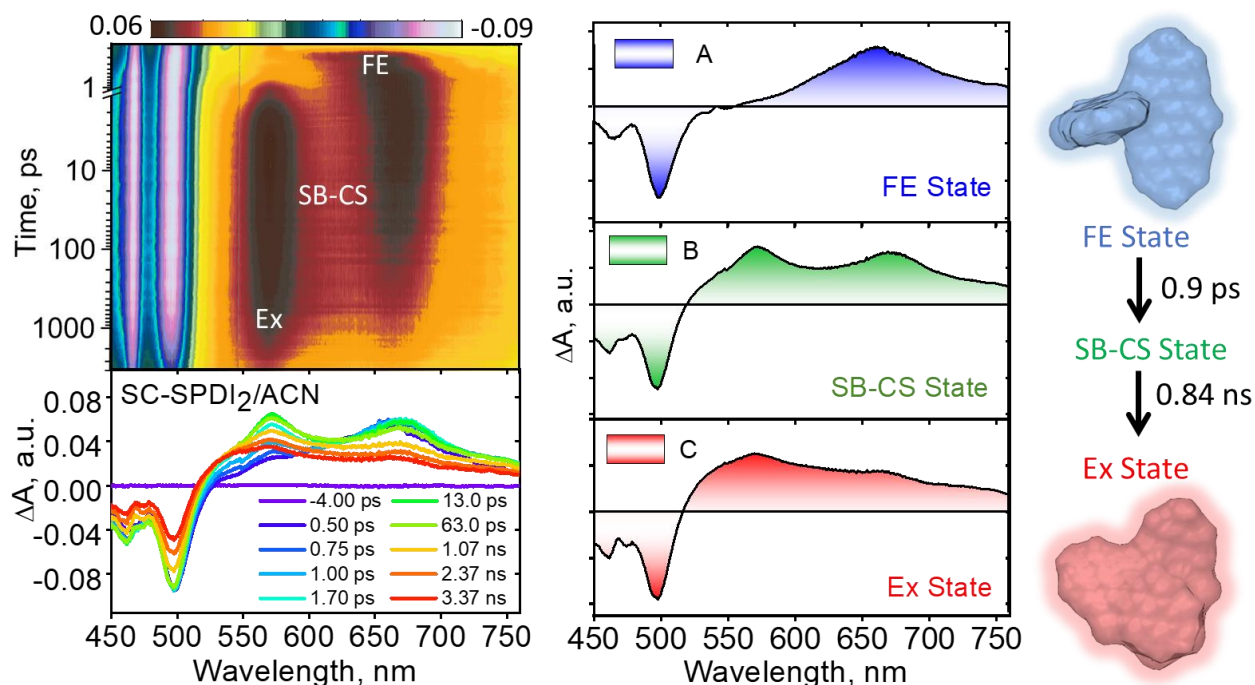 0.06
-0.09
FE
SB-CS
Ex
1
10
100
1000
Time, ps
SC-SPDI₂/ACN
0.08
0.04
0.00
-0.04
-0.08
ΔA, a.u.
-4.00 ps
0.50 ps
0.75 ps
1.00 ps
1.70 ps
13.0 ps
63.0 ps
1.07 ns
2.37 ns
3.37 ns
450 500 550 600 650 700 750
Wavelength, nm
A
FE State
B
SB-CS State
C
Ex State
ΔA, a.u.
ΔA, a.u.
ΔA, a.u.
450 500 550 600 650 700 750
Wavelength, nm
FE State
0.9 ps
SB-CS State
0.84 ns
Ex State